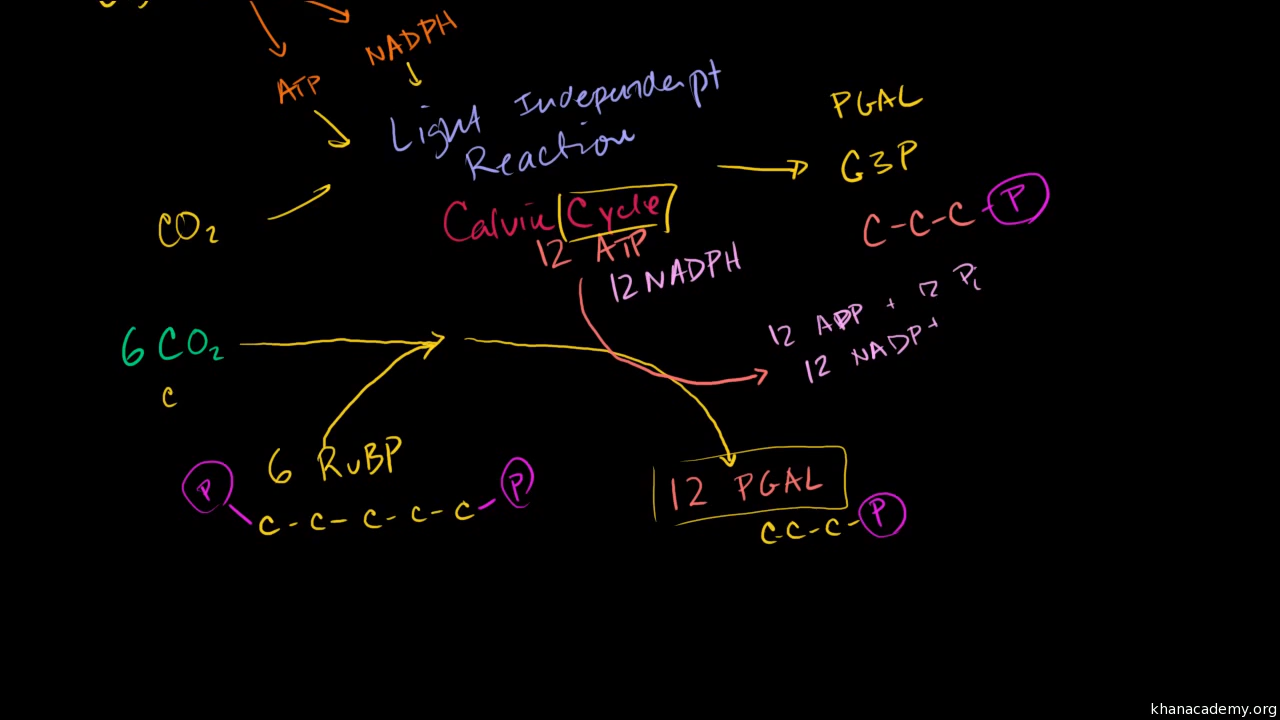 ATP
NADPH
Light Independent
Reaction
CO2
Calvin Cycle
12 ATP
12 NADPH
PGAL
G3P
C-C-C-P
12 ADP + 12 Pi
12 NADP+
6 CO2
C
6 RuBP
P C-C-C-C-C-P
12 PGAL
C-C-C-P
khanacademy.org